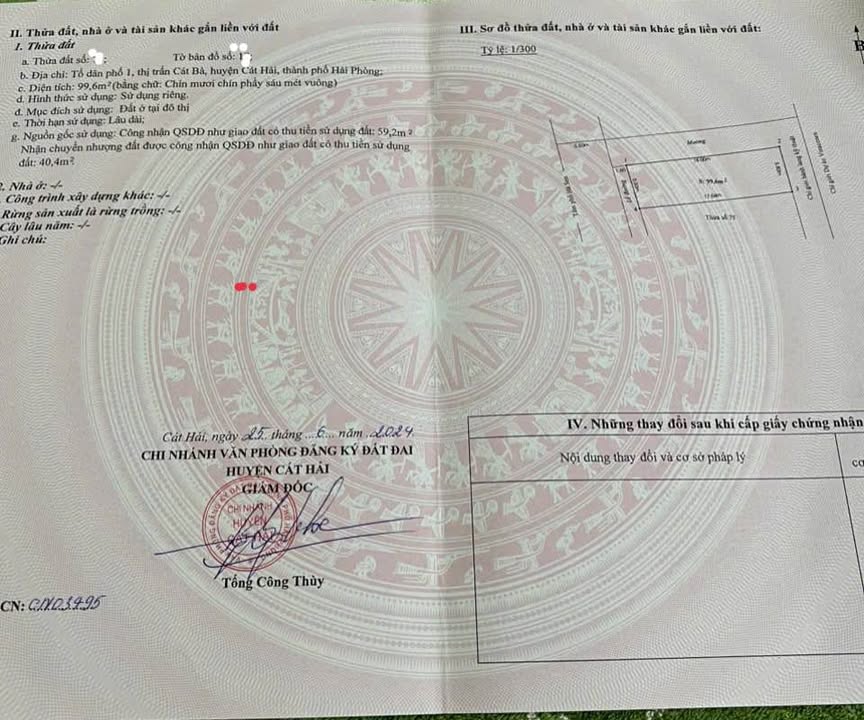 II. Thửa đất, nhà ở và tài sản khác gắn liền với đất
1. Thửa đất
a. Thửa đất số: ; Tờ bản đồ số: 1 ;
b. Địa chỉ: Tổ dân phố 1, thị trấn Cát Bà, huyện Cát Hải, thành phố Hải Phòng;
c. Diện tích: 99,6m² (bằng chữ: Chín mươi chín phẩy sáu mét vuông)
d. Hình thức sử dụng: Sử dụng riêng.
đ. Mục đích sử dụng: Đất ở tại đô thị
e. Thời hạn sử dụng: Lâu dài;
g. Nguồn gốc sử dụng: Công nhận QSDĐ như giao đất có thu tiền sử dụng đất: 59,2m²
Nhận chuyển nhượng đất được công nhận QSDĐ như giao đất có thu tiền sử dụng
đất: 40,4m²
2. Nhà ở: -/-
Công trình xây dựng khác: -/-
Rừng sản xuất là rừng trồng: -/-
Cây lâu năm: -/-
Ghi chú:
Cát Hải, ngày 25 tháng 6 năm 2024
CHI NHÁNH VĂN PHÒNG ĐĂNG KÝ ĐẤT ĐAI
HUYỆN CÁT HẢI
GIÁM ĐỐC
CHI NHÁNH
HUYỆN
Tống Công Thùy
CN:
III. Sơ đồ thửa đất, nhà ở và tài sản khác gắn liền với đất:
Tỷ lệ: 1/300
B
Mương
S: 99,6m²
IV. Những thay đổi sau khi cấp giấy chứng nhận
Nội dung thay đổi và cơ sở pháp lý